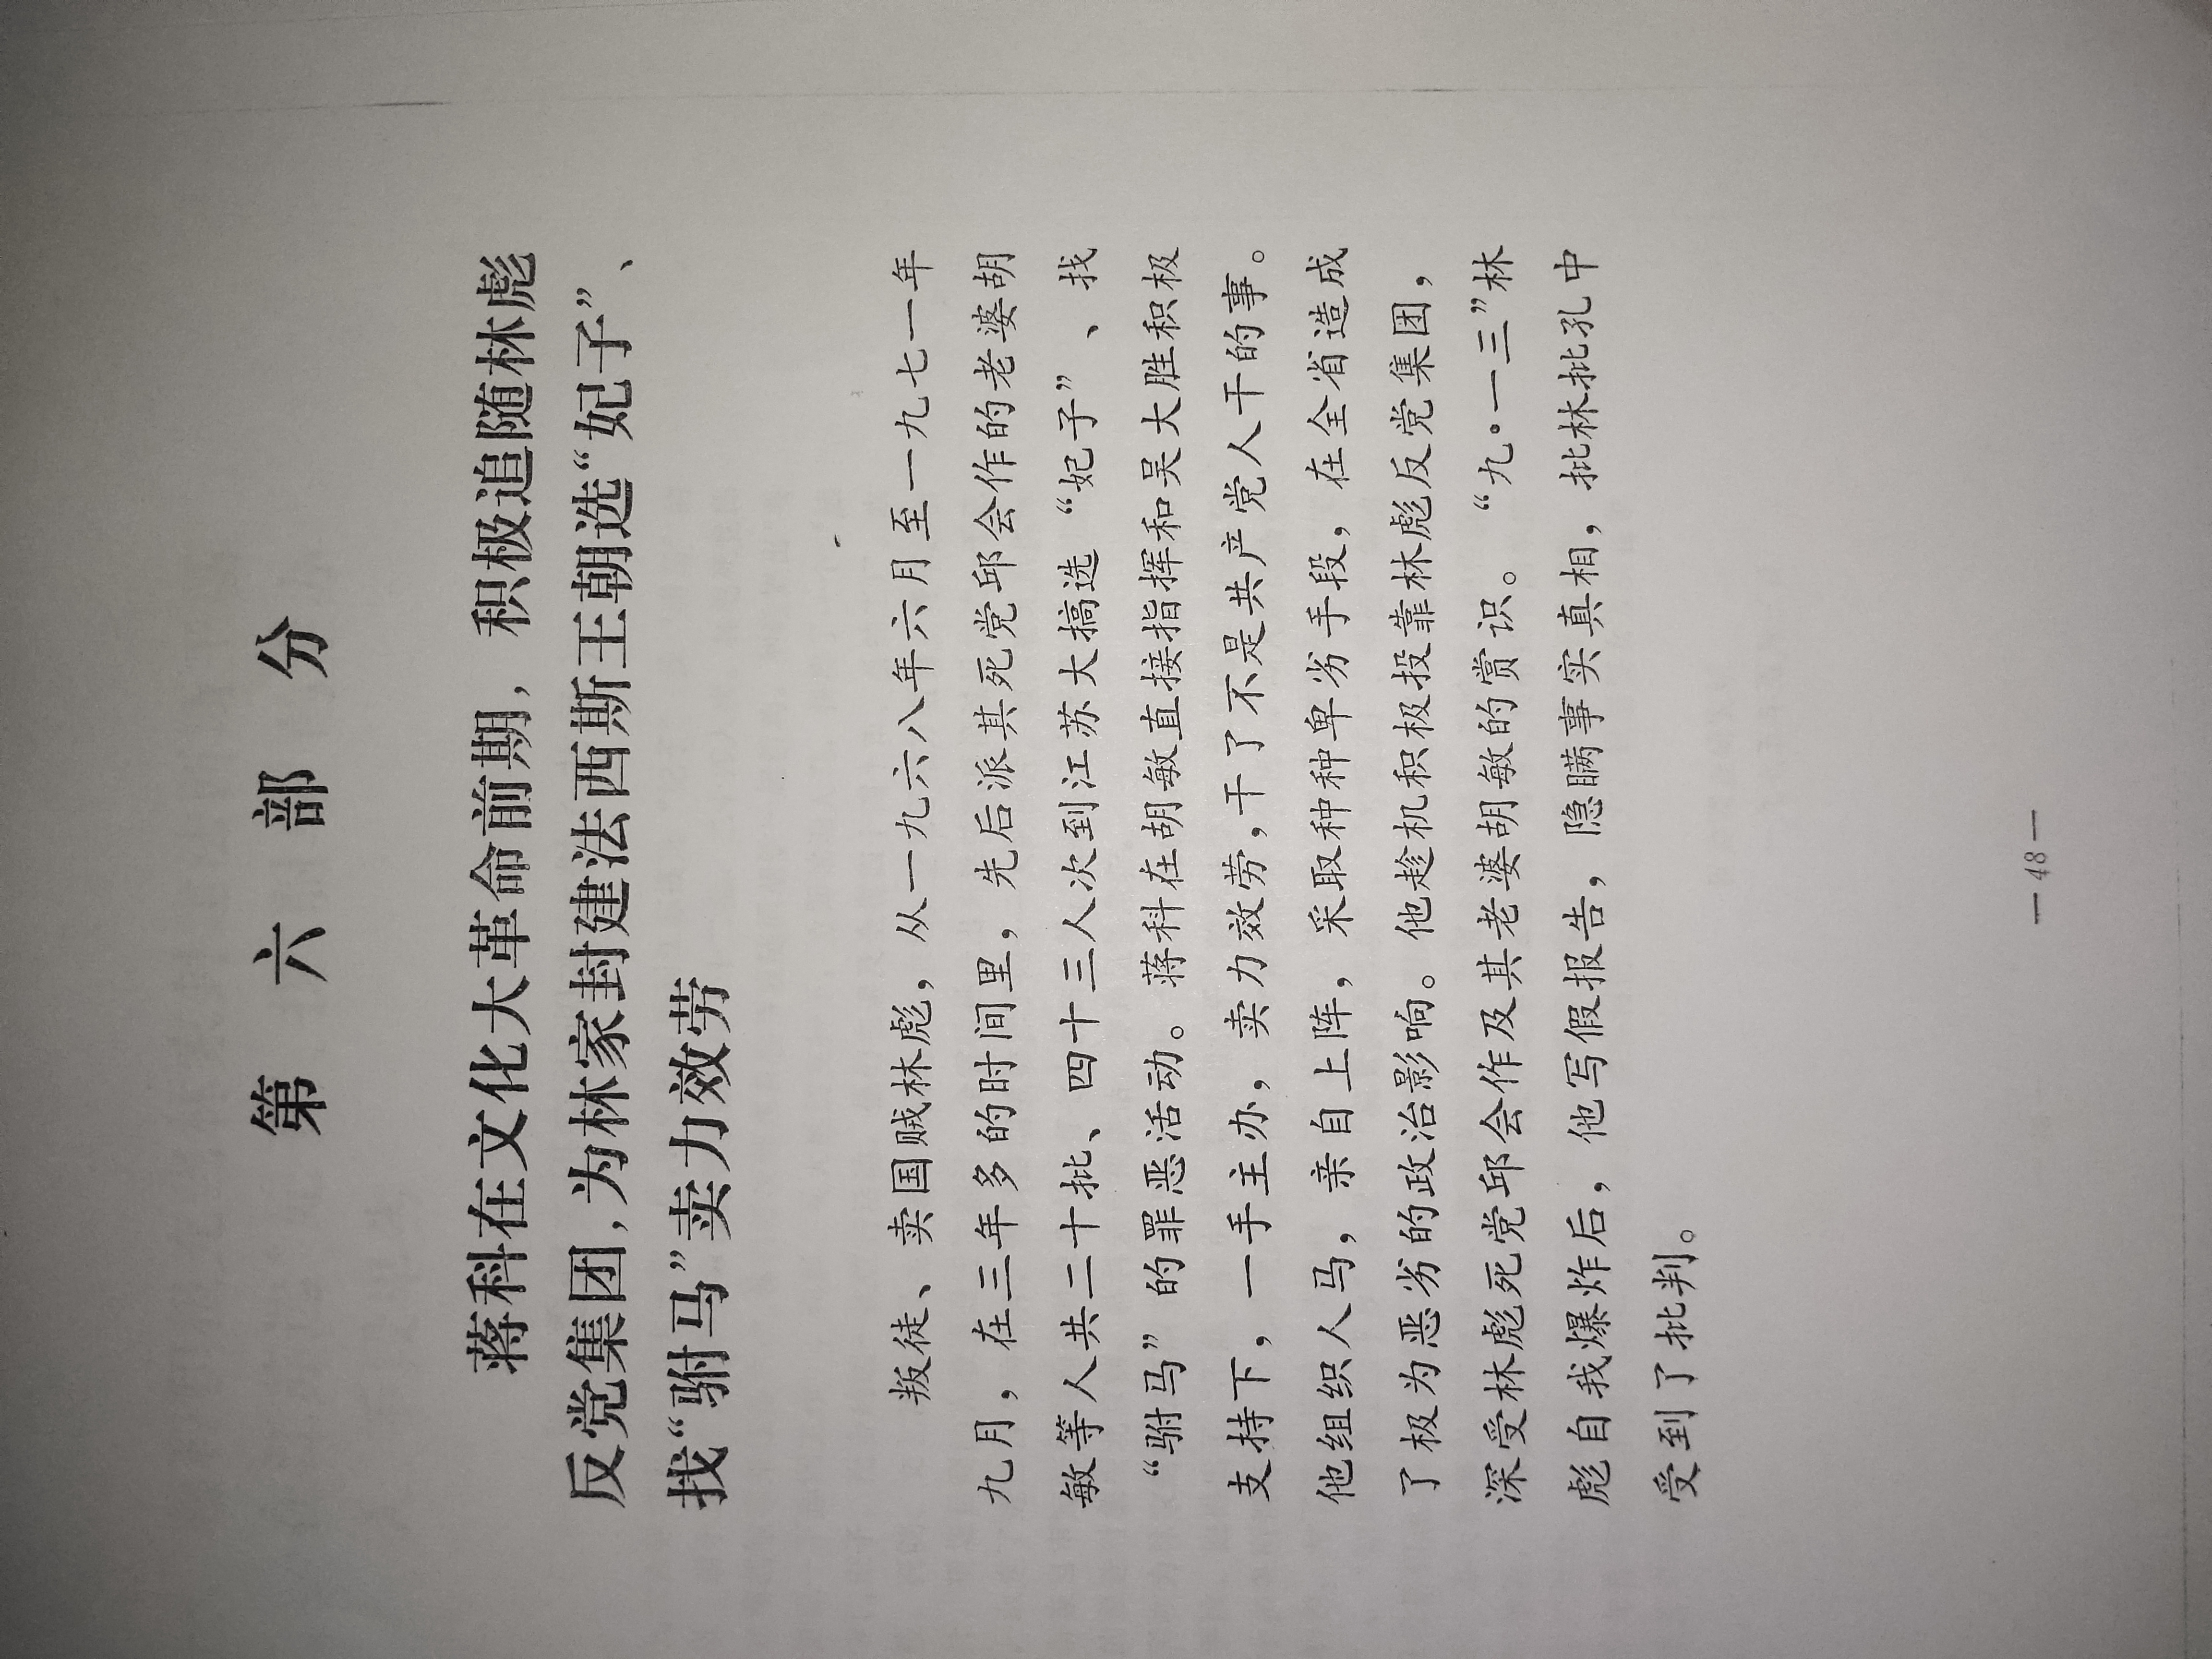 第六部分
蒋科在文化大革命前期，积极追随林彪
反党集团，为林家封建法西斯王朝选“妃子”、
找“驸马”卖力效劳
叛徒、卖国贼林彪，从一九六八年六月至一九七一年
九月，在三年多的时间里，先后派其死党邱会作的老婆胡
敏等人共二十批、四十三人次到江苏大搞选“妃子”、找
“驸马”的罪恶活动。蒋科在胡敏直接指挥和吴大胜积极
支持下，一手主办，卖力效劳，干了不是共产党人干的事。
他组织人马，亲自上阵，采取种种卑劣手段，在全省造成
了极为恶劣的政治影响。他趁机积极投靠林彪反党集团，
深受林彪死党邱会作及其老婆胡敏的赏识。“九·一三”林
彪自我爆炸后，他写假报告，隐瞒事实真相，批林批孔中
受到了批判。
— 48 —